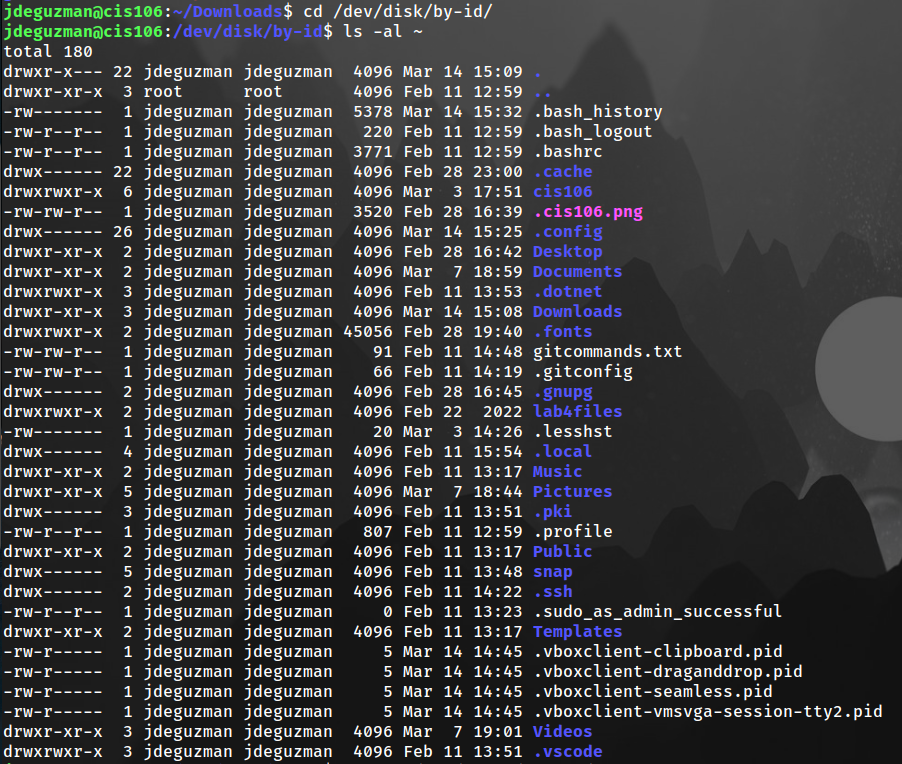 jdeguzman@cis106:~/Downloads$ cd /dev/disk/by-id/
jdeguzman@cis106:/dev/disk/by-id$ ls -al ~
total 180
drwxr-x--- 22 jdeguzman jdeguzman  4096 Mar 14 15:09 .
drwxr-xr-x  3 root      root       4096 Feb 11 12:59 ..
-rw-------  1 jdeguzman jdeguzman  5378 Mar 14 15:32 .bash_history
-rw-r--r--  1 jdeguzman jdeguzman   220 Feb 11 12:59 .bash_logout
-rw-r--r--  1 jdeguzman jdeguzman  3771 Feb 11 12:59 .bashrc
drwx------ 22 jdeguzman jdeguzman  4096 Feb 28 23:00 .cache
drwxrwxr-x  6 jdeguzman jdeguzman  4096 Mar  3 17:51 cis106
-rw-rw-r--  1 jdeguzman jdeguzman  3520 Feb 28 16:39 .cis106.png
drwx------ 26 jdeguzman jdeguzman  4096 Mar 14 15:25 .config
drwxr-xr-x  2 jdeguzman jdeguzman  4096 Feb 28 16:42 Desktop
drwxr-xr-x  2 jdeguzman jdeguzman  4096 Mar  7 18:59 Documents
drwxrwxr-x  3 jdeguzman jdeguzman  4096 Feb 11 13:53 .dotnet
drwxr-xr-x  3 jdeguzman jdeguzman  4096 Mar 14 15:08 Downloads
drwxrwxr-x  2 jdeguzman jdeguzman 45056 Feb 28 19:40 .fonts
-rw-rw-r--  1 jdeguzman jdeguzman    91 Feb 11 14:48 gitcommands.txt
-rw-rw-r--  1 jdeguzman jdeguzman    66 Feb 11 14:19 .gitconfig
drwx------  2 jdeguzman jdeguzman  4096 Feb 28 16:45 .gnupg
drwxrwxr-x  2 jdeguzman jdeguzman  4096 Feb 22  2022 lab4files
-rw-------  1 jdeguzman jdeguzman    20 Mar  3 14:26 .lesshst
drwx------  4 jdeguzman jdeguzman  4096 Feb 11 15:54 .local
drwxr-xr-x  2 jdeguzman jdeguzman  4096 Feb 11 13:17 Music
drwxr-xr-x  5 jdeguzman jdeguzman  4096 Mar  7 18:44 Pictures
drwx------  3 jdeguzman jdeguzman  4096 Feb 11 13:51 .pki
-rw-r--r--  1 jdeguzman jdeguzman   807 Feb 11 12:59 .profile
drwxr-xr-x  2 jdeguzman jdeguzman  4096 Feb 11 13:17 Public
drwx------  5 jdeguzman jdeguzman  4096 Feb 11 13:48 snap
drwx------  2 jdeguzman jdeguzman  4096 Feb 11 14:22 .ssh
-rw-r--r--  1 jdeguzman jdeguzman     0 Feb 11 13:23 .sudo_as_admin_successful
drwxr-xr-x  2 jdeguzman jdeguzman  4096 Feb 11 13:17 Templates
-rw-r-----  1 jdeguzman jdeguzman     5 Mar 14 14:45 .vboxclient-clipboard.pid
-rw-r-----  1 jdeguzman jdeguzman     5 Mar 14 14:45 .vboxclient-draganddrop.pid
-rw-r-----  1 jdeguzman jdeguzman     5 Mar 14 14:45 .vboxclient-seamless.pid
-rw-r-----  1 jdeguzman jdeguzman     5 Mar 14 14:45 .vboxclient-vmsvga-session-tty2.pid
drwxr-xr-x  3 jdeguzman jdeguzman  4096 Mar  7 19:01 Videos
drwxrwxr-x  3 jdeguzman jdeguzman  4096 Feb 11 13:51 .vscode